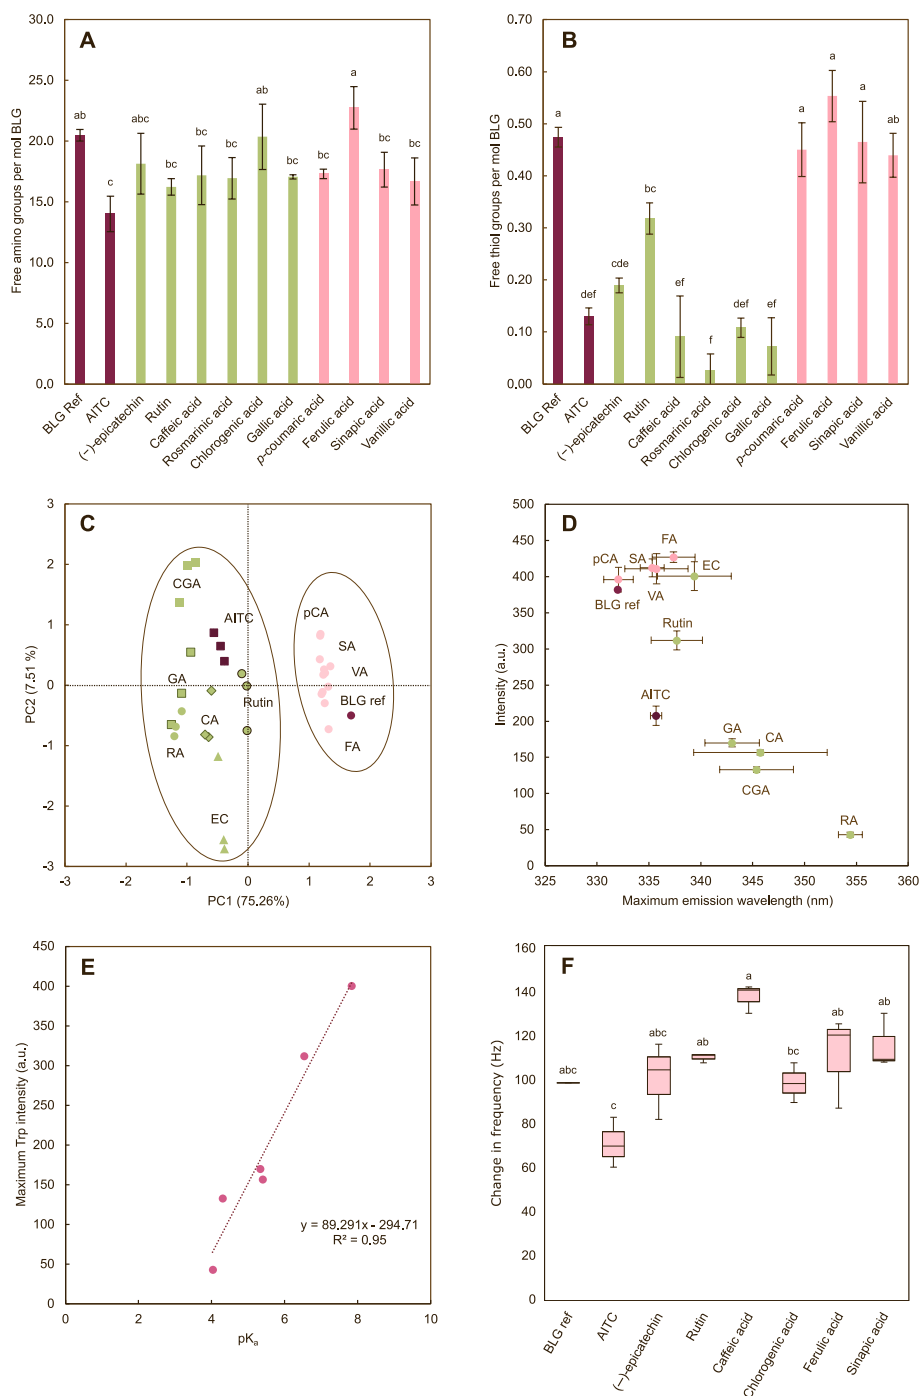 A
Free amino groups per mol BLG
30.0
25.0
20.0
15.0
10.0
5.0
0.0
ab
c
abc
bc
bc
bc
ab
bc
bc
a
bc
bc
BLG Ref
AITC
(−)-epicatechin
Rutin
Caffeic acid
Rosmarinic acid
Chlorogenic acid
Gallic acid
p-coumaric acid
Ferulic acid
Sinapic acid
Vanillic acid
B
Free thiol groups per mol BLG
0.70
0.60
0.50
0.40
0.30
0.20
0.10
0.00
a
def
cde
bc
ef
f
def
ef
a
a
a
ab
BLG Ref
AITC
(−)-epicatechin
Rutin
Caffeic acid
Rosmarinic acid
Chlorogenic acid
Gallic acid
p-coumaric acid
Ferulic acid
Sinapic acid
Vanillic acid
C
PC2 (7.51 %)
3
2
1
0
-1
-2
-3
CGA
AITC
GA
CA
Rutin
RA
EC
pCA
SA
VA
BLG ref
FA
-3
-2
-1
0
1
2
3
PC1 (75.26%)
D
Intensity (a.u.)
500
450
400
350
300
250
200
150
100
50
0
FA
pCA
SA
EC
VA
BLG ref
Rutin
AITC
GA
CA
CGA
RA
325
330
335
340
345
350
355
360
Maximum emission wavelength (nm)
E
Maximum Trp intensity (a.u.)
450
400
350
300
250
200
150
100
50
0
y = 89.291x - 294.71
R² = 0.95
0
2
4
6
8
10
pKa
F
Change in frequency (Hz)
160
140
120
100
80
60
40
20
0
abc
c
abc
ab
a
bc
ab
ab
BLG ref
AITC
(−)-epicatechin
Rutin
Caffeic acid
Chlorogenic acid
Ferulic acid
Sinapic acid